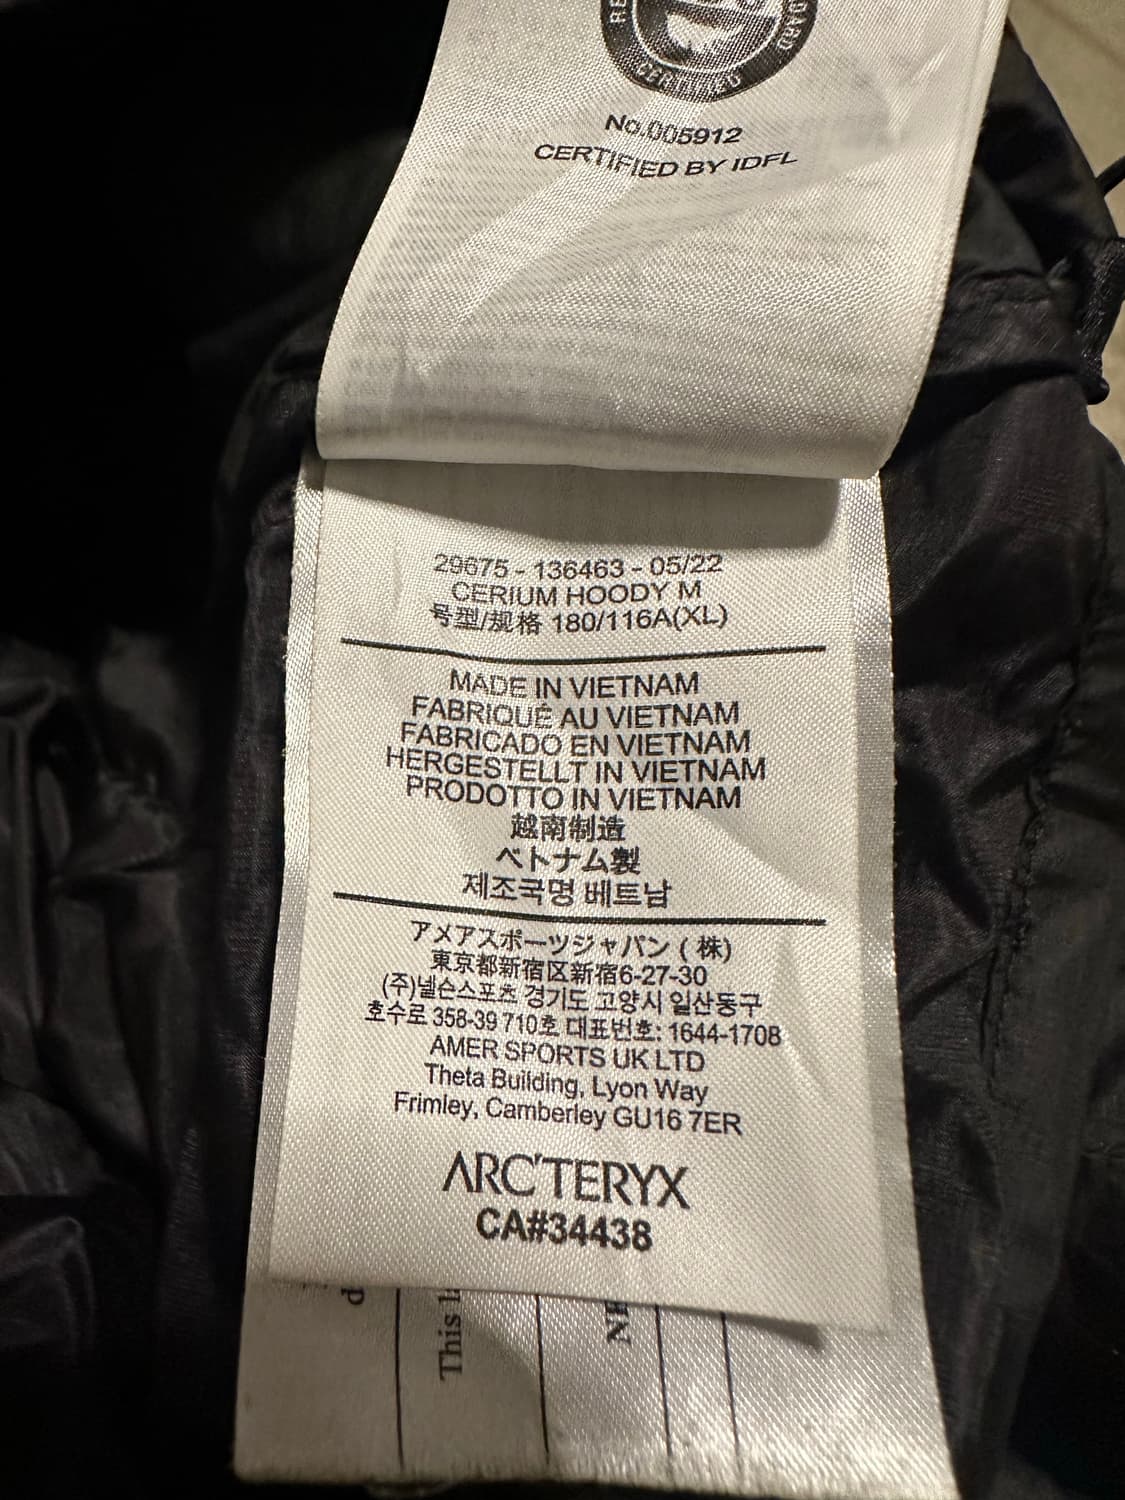 CERTIFIED
No.005912
CERTIFIED BY IDFL
29675 - 136463 - 05/22
CERIUM HOODY M
号型/规格 180/116A(XL)
MADE IN VIETNAM
FABRIQUÉ AU VIETNAM
FABRICADO EN VIETNAM
HERGESTELLT IN VIETNAM
PRODOTTO IN VIETNAM
越南制造
ベトナム製
제조국명 베트남
アメアスポーツジャパン ( 株)
東京都新宿区新宿6-27-30
(주)넬슨스포츠 경기도 고양시 일산동구
호수로 358-39 710호 대표번호: 1644-1708
AMER SPORTS UK LTD
Theta Building, Lyon Way
Frimley, Camberley GU16 7ER
ARC'TERYX
CA#34438
This